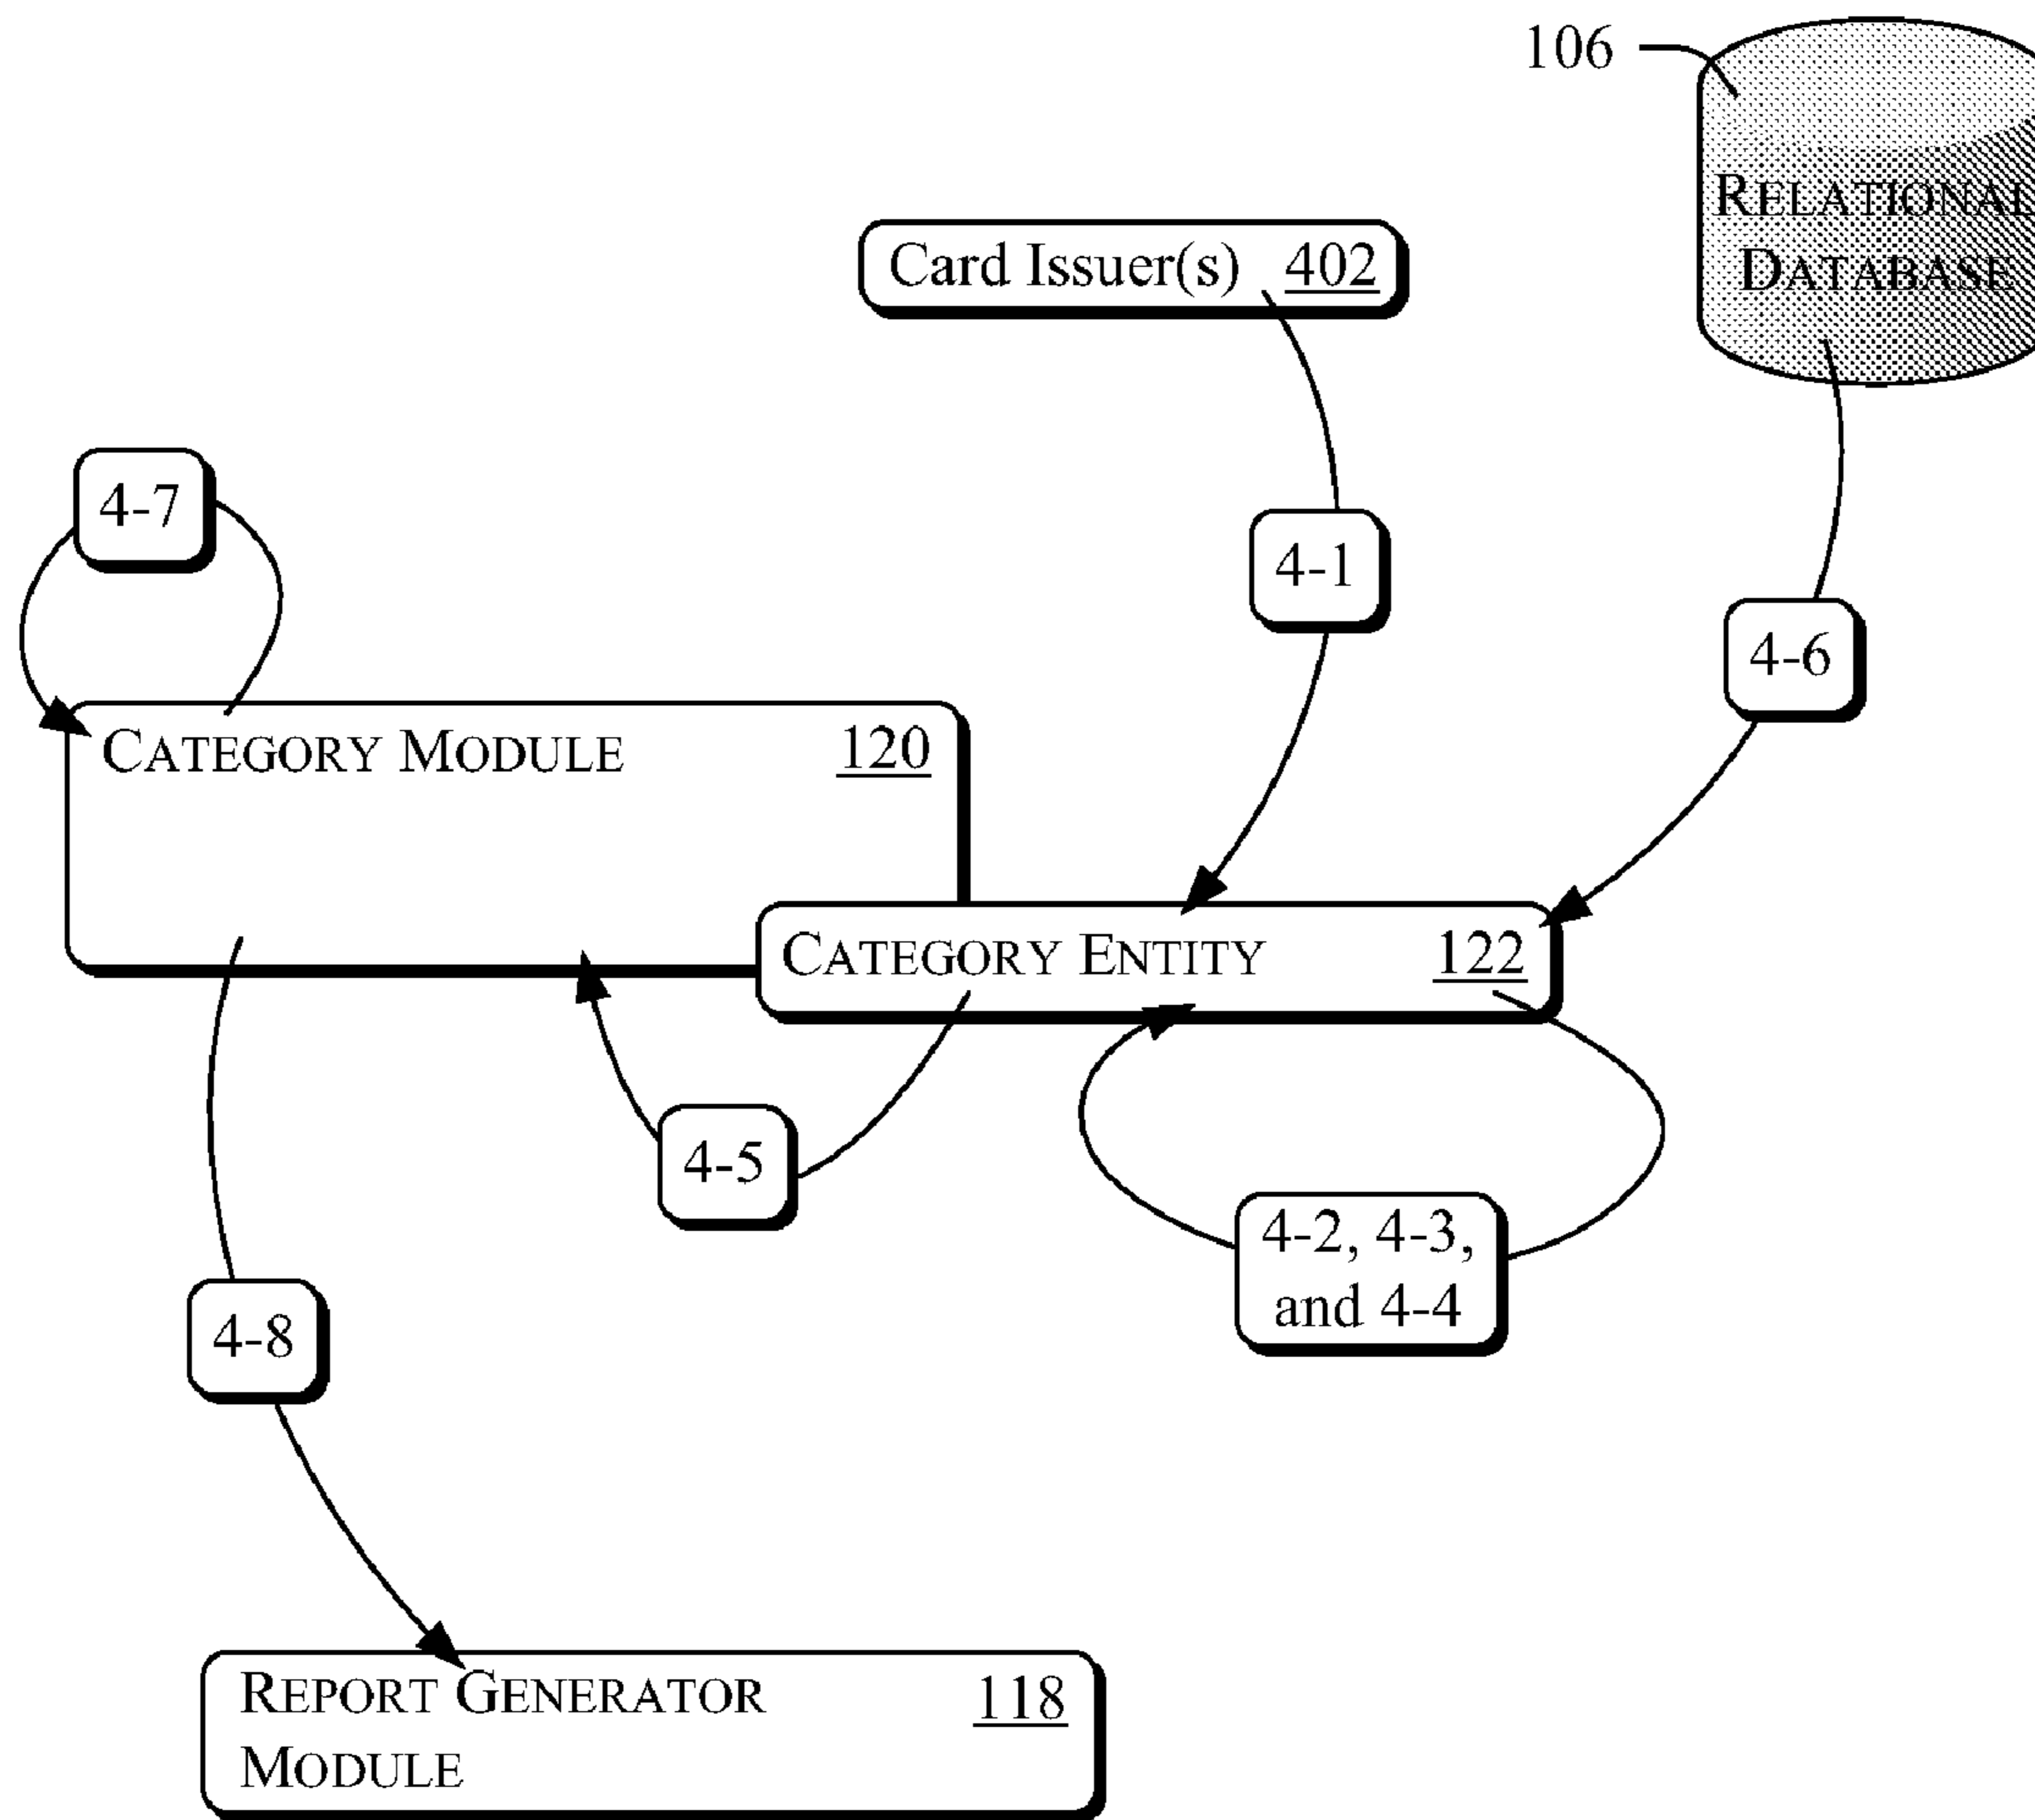 106
RELATIONAL
DATABASE
Card Issuer(s) 402
4-7
4-1
4-6
CATEGORY MODULE 120
CATEGORY ENTITY 122
4-5
4-2, 4-3,
and 4-4
4-8
REPORT GENERATOR 118
MODULE